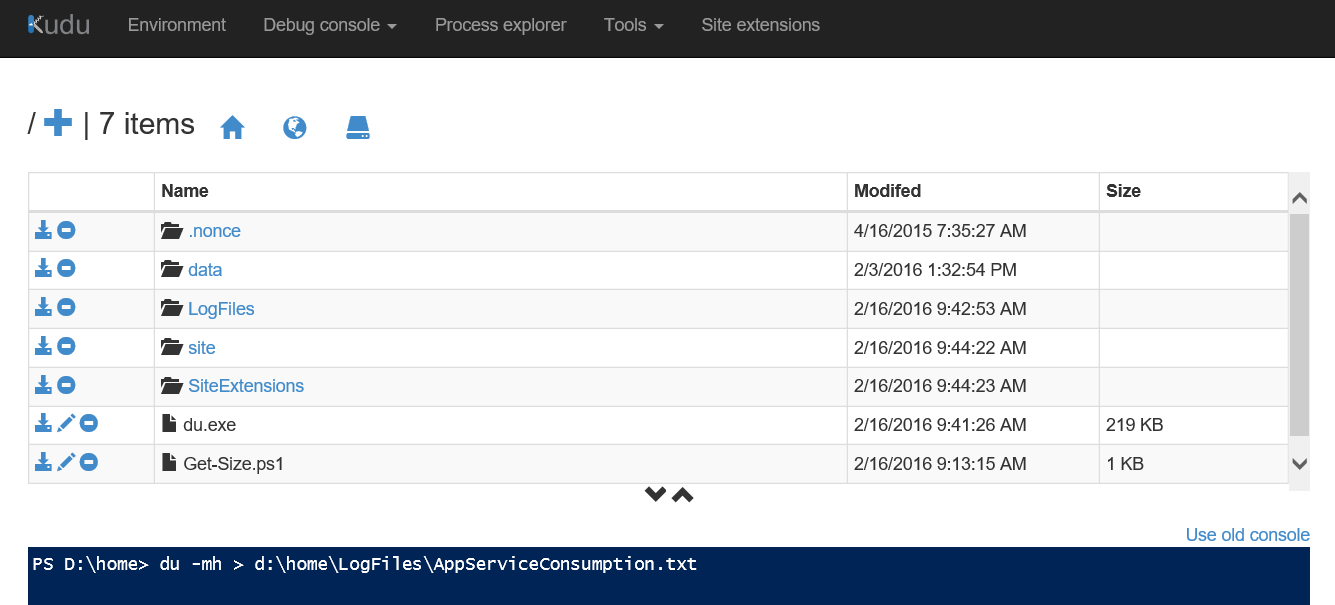 Kudu Environment Debug console Process explorer Tools Site extensions
/ | 7 items
Name Modifed Size
.nonce 4/16/2015 7:35:27 AM
data 2/3/2016 1:32:54 PM
LogFiles 2/16/2016 9:42:53 AM
site 2/16/2016 9:44:22 AM
SiteExtensions 2/16/2016 9:44:23 AM
du.exe 2/16/2016 9:41:26 AM 219 KB
Get-Size.ps1 2/16/2016 9:13:15 AM 1 KB
Use old console
PS D:\home> du -mh > d:\home\LogFiles\AppServiceConsumption.txt